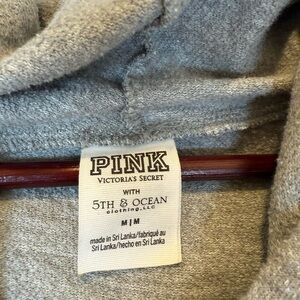 PINK
VICTORIA'S SECRET
WITH
5TH & OCEAN
clothing, LLC
M | M
made in Sri Lanka/fabriqué au
Sri Lanka/hecho en Sri Lanka